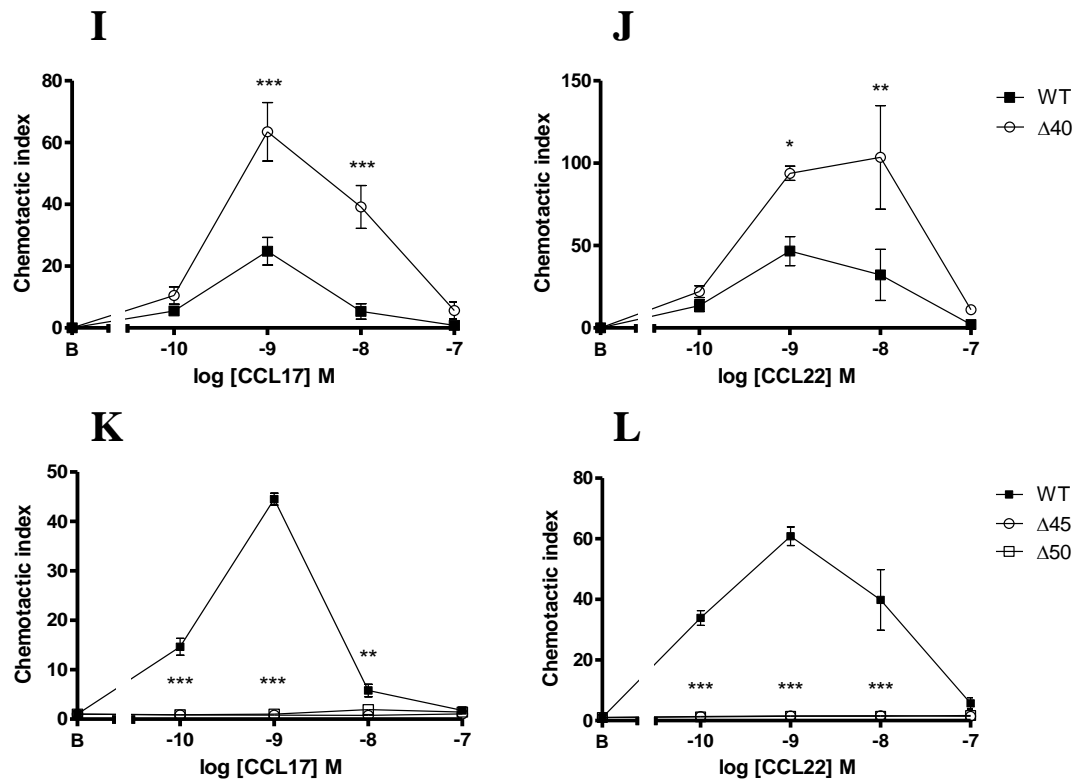 I
Chemotactic index
80
60
40
20
0
***
***
B
-10
-9
-8
-7
log [CCL17] M
J
Chemotactic index
150
100
50
0
*
**
B
-10
-9
-8
-7
log [CCL22] M
WT
Δ40
K
Chemotactic index
50
40
30
20
10
0
***
***
**
B
-10
-9
-8
-7
log [CCL17] M
L
Chemotactic index
80
60
40
20
0
***
***
***
B
-10
-9
-8
-7
log [CCL22] M
WT
Δ45
Δ50